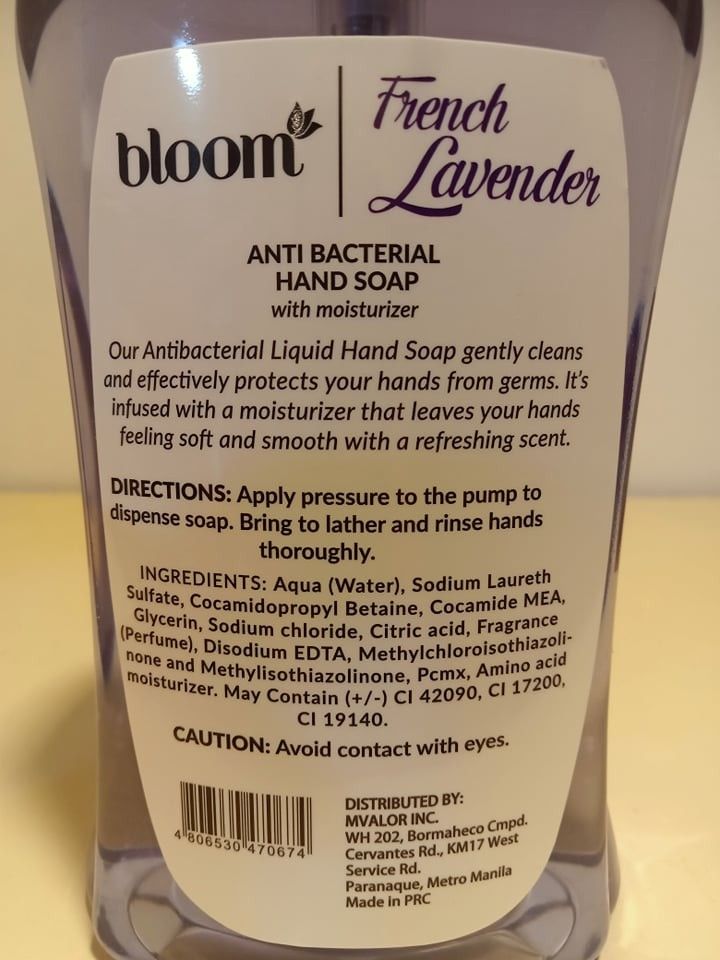 bloom
French
Lavender
ANTI BACTERIAL
HAND SOAP
with moisturizer
Our Antibacterial Liquid Hand Soap gently cleans
and effectively protects your hands from germs. It's
infused with a moisturizer that leaves your hands
feeling soft and smooth with a refreshing scent.
DIRECTIONS: Apply pressure to the pump to
dispense soap. Bring to lather and rinse hands
thoroughly.
INGREDIENTS: Aqua (Water), Sodium Laureth
Sulfate, Cocamidopropyl Betaine, Cocamide MEA,
Glycerin, Sodium chloride, Citric acid, Fragrance
(Perfume), Disodium EDTA, Methylchloroisothiazoli-
none and Methylisothiazolinone, Pcmx, Amino acid
moisturizer. May Contain (+/-) CI 42090, CI 17200,
CI 19140.
CAUTION: Avoid contact with eyes.
4 806530 470674
DISTRIBUTED BY:
MVALOR INC.
WH 202, Bormaheco Cmpd.
Cervantes Rd., KM17 West
Service Rd.
Paranaque, Metro Manila
Made in PRC